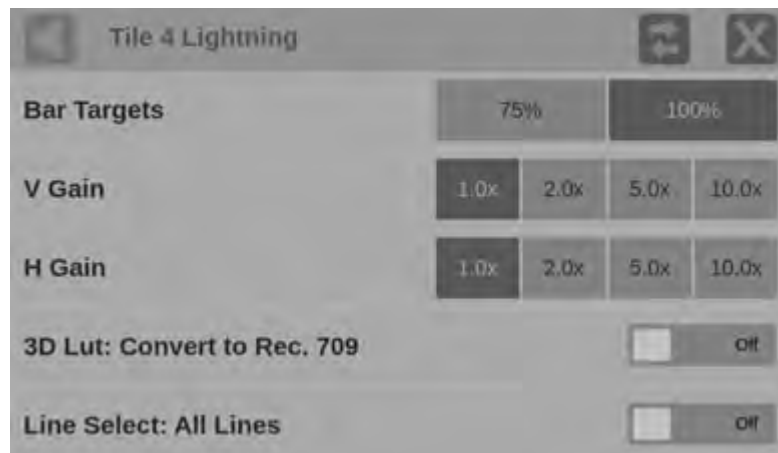 Tile 4 Lightning
Bar Targets 75% 100%
V Gain 1.0x 2.0x 5.0x 10.0x
H Gain 1.0x 2.0x 5.0x 10.0x
3D Lut: Convert to Rec. 709 Off
Line Select: All Lines Off